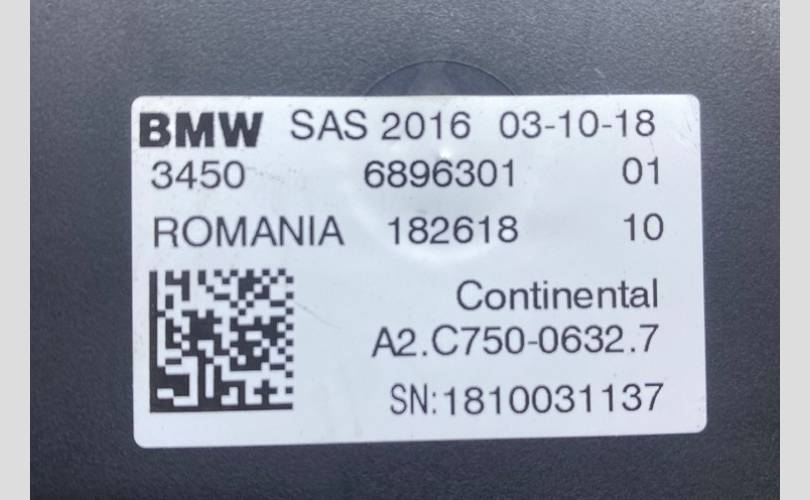 BMW SAS 2016 03-10-18
3450 6896301 01
ROMANIA 182618 10
Continental
A2.C750-0632.7
SN:1810031137